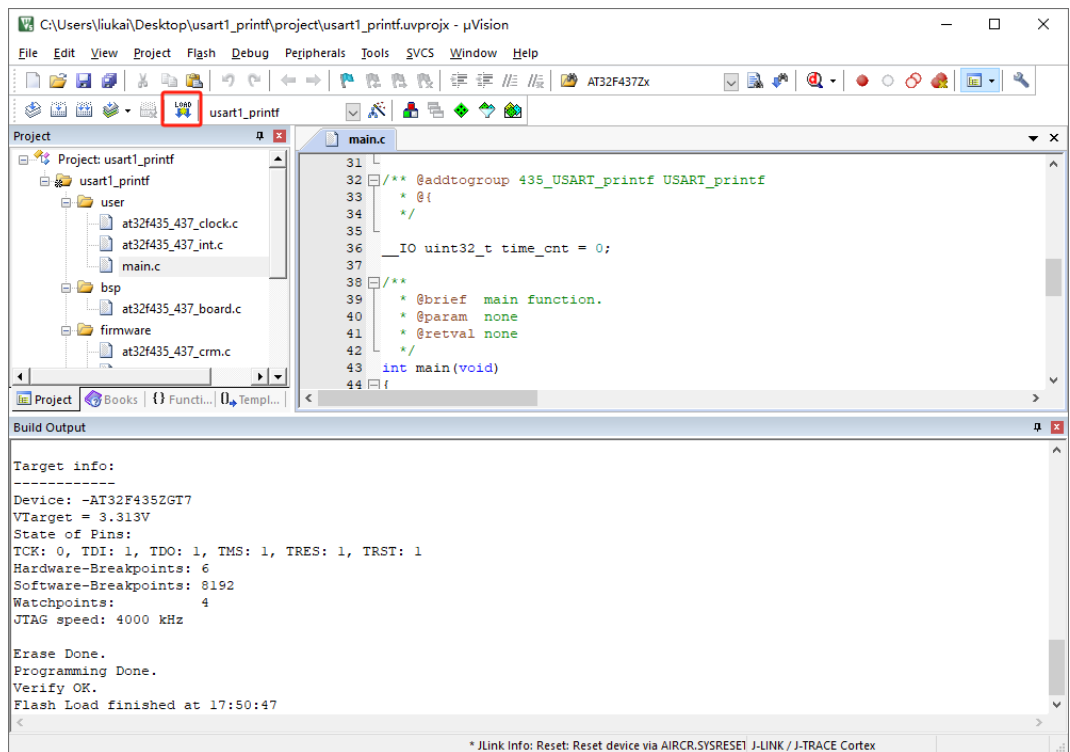 C:\Users\liukai\Desktop\usart1_printf\project\usart1_printf.uvprojx - µVision
File Edit View Project Flash Debug Peripherals Tools SVCS Window Help
AT32F437Zx
LOAD usart1_printf
Project
main.c
Project: usart1_printf
usart1_printf
user
at32f435_437_clock.c
at32f435_437_int.c
main.c
bsp
at32f435_437_board.c
firmware
at32f435_437_crm.c
Project Books {} Functi... 0 Templ...
31
32 /** @addtogroup 435_USART_printf USART_printf
33 * @{
34 */
35
36 __IO uint32_t time_cnt = 0;
37
38 /**
39 * @brief main function.
40 * @param none
41 * @retval none
42 */
43 int main(void)
44 {
Build Output
Target info:
------------
Device: -AT32F435ZGT7
VTarget = 3.313V
State of Pins:
TCK: 0, TDI: 1, TDO: 1, TMS: 1, TRES: 1, TRST: 1
Hardware-Breakpoints: 6
Software-Breakpoints: 8192
Watchpoints: 4
JTAG speed: 4000 kHz
Erase Done.
Programming Done.
Verify OK.
Flash Load finished at 17:50:47
* JLink Info: Reset: Reset device via AIRCR.SYSRESET J-LINK / J-TRACE Cortex